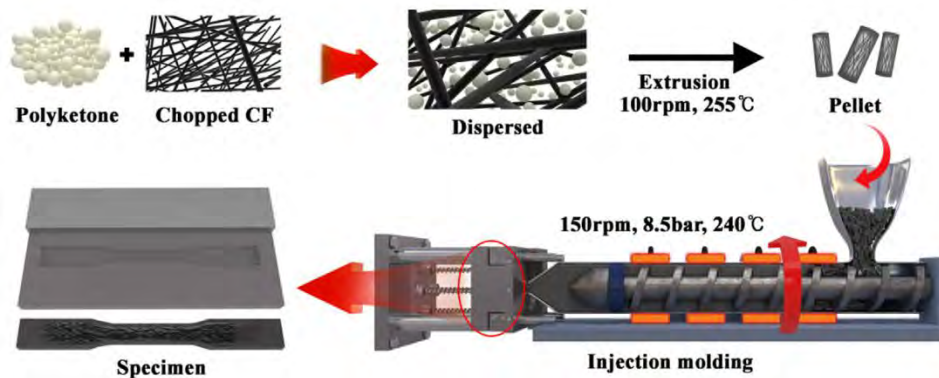 +
Polyketone
Chopped CF
Dispersed
Extrusion
100rpm, 255℃
Pellet
150rpm, 8.5bar, 240℃
Specimen
Injection molding